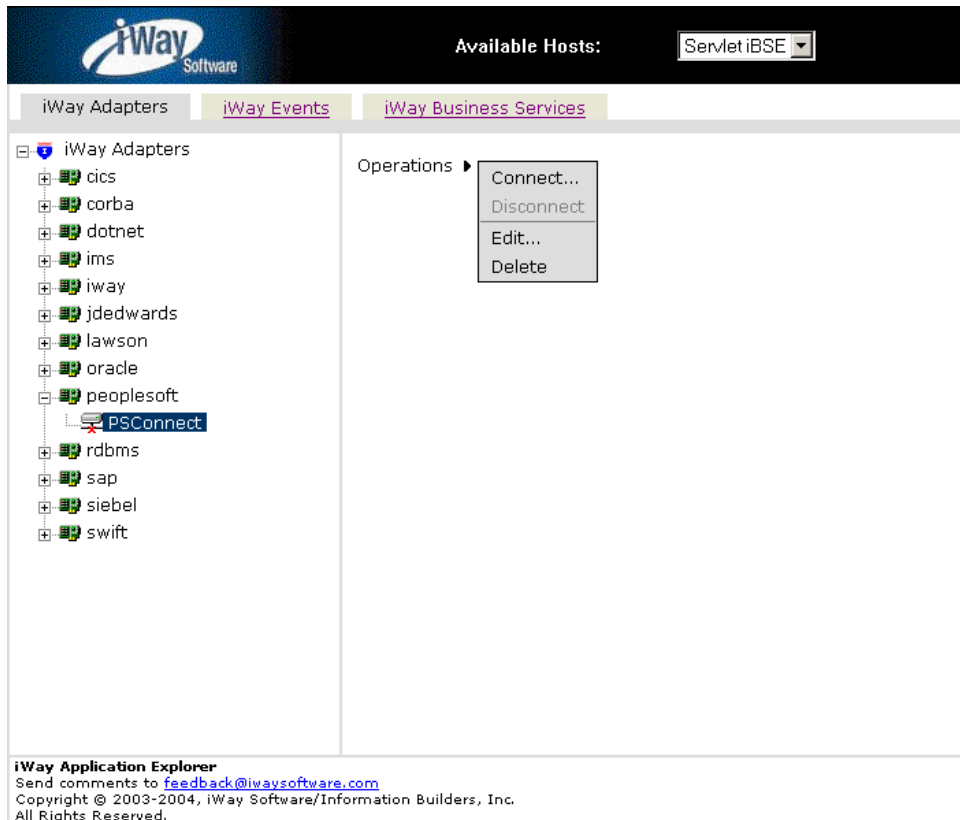 iWay
Software
Available Hosts:
Servlet iBSE
iWay Adapters
iWay Events
iWay Business Services
iWay Adapters
cics
corba
dotnet
ims
iway
jdedwards
lawson
oracle
peoplesoft
PSConnect
rdbms
sap
siebel
swift
Operations
Connect...
Disconnect
Edit...
Delete
iWay Application Explorer
Send comments to feedback@iwaysoftware.com
Copyright © 2003-2004, iWay Software/Information Builders, Inc.
All Rights Reserved.